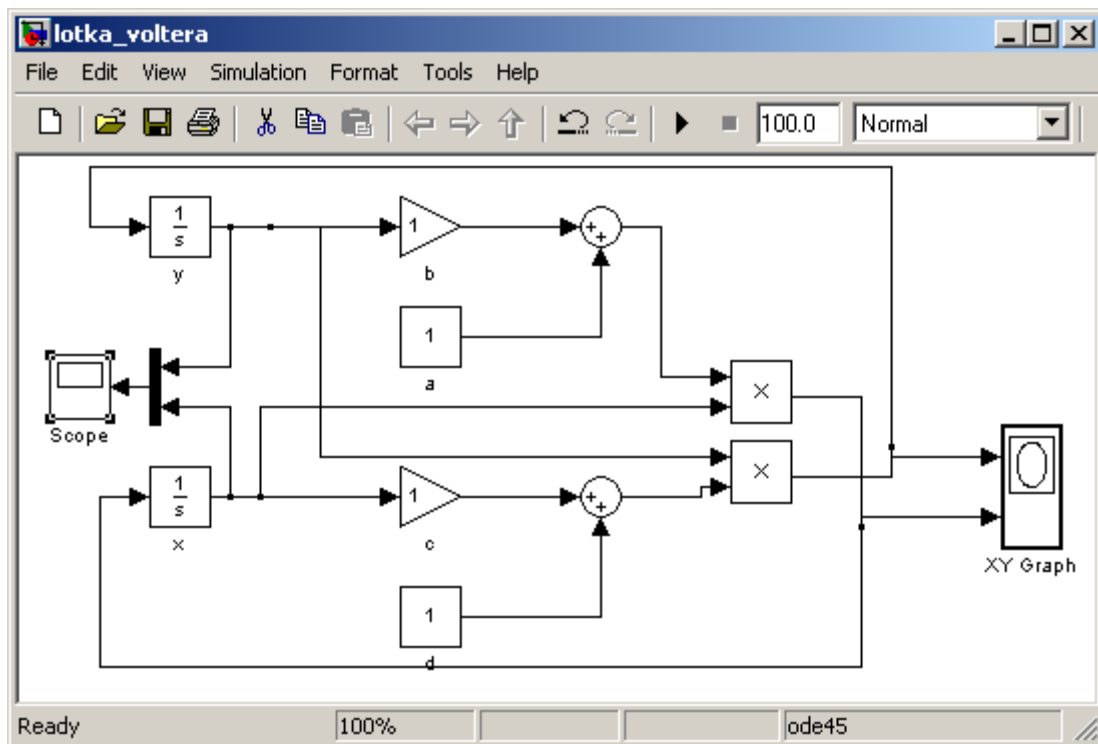 lotka_voltera
File Edit View Simulation Format Tools Help
100.0 Normal
1
s
y
1
b
+
+
1
a
×
Scope
×
1
s
x
1
c
+
+
XY Graph
1
d
Ready 100% ode45